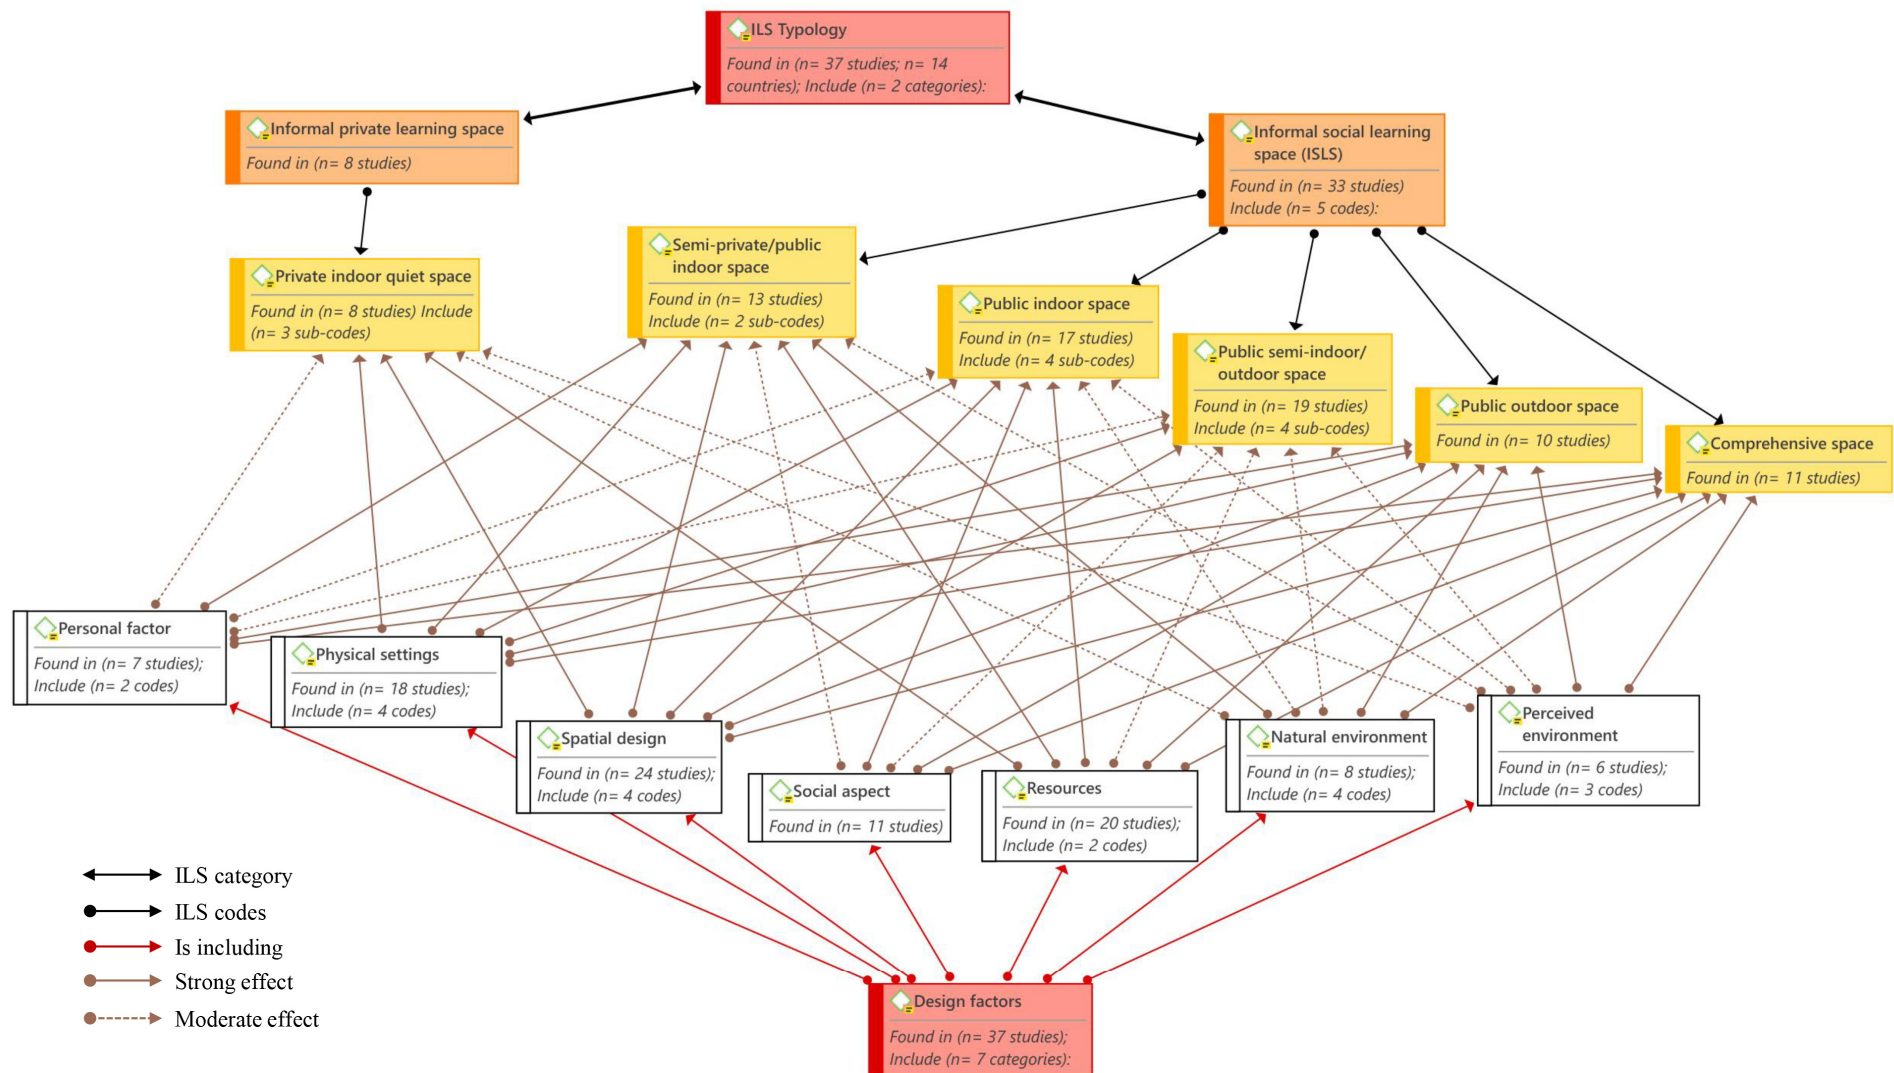 ILS Typology
Found in (n= 37 studies; n= 14
countries); Include (n= 2 categories):
Informal private learning space
Found in (n= 8 studies)
Informal social learning
space (ISLS)
Found in (n= 33 studies)
Include (n= 5 codes):
Private indoor quiet space
Found in (n= 8 studies) Include
(n= 3 sub-codes)
Semi-private/public
indoor space
Found in (n= 13 studies)
Include (n= 2 sub-codes)
Public indoor space
Found in (n= 17 studies)
Include (n= 4 sub-codes)
Public semi-indoor/
outdoor space
Found in (n= 19 studies)
Include (n= 4 sub-codes)
Public outdoor space
Found in (n= 10 studies)
Comprehensive space
Found in (n= 11 studies)
Personal factor
Found in (n= 7 studies);
Include (n= 2 codes)
Physical settings
Found in (n= 18 studies);
Include (n= 4 codes)
Spatial design
Found in (n= 24 studies);
Include (n= 4 codes)
Social aspect
Found in (n= 11 studies)
Resources
Found in (n= 20 studies);
Include (n= 2 codes)
Natural environment
Found in (n= 8 studies);
Include (n= 4 codes)
Perceived
environment
Found in (n= 6 studies);
Include (n= 3 codes)
ILS category
ILS codes
Is including
Strong effect
Moderate effect
Design factors
Found in (n= 37 studies);
Include (n= 7 categories):